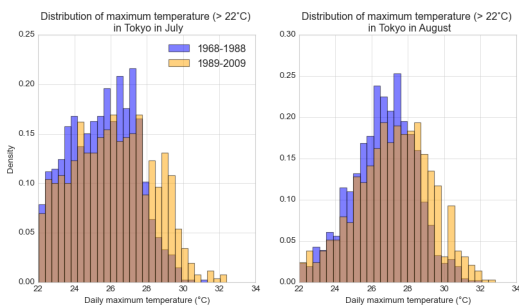 Distribution of maximum temperature (> 22˚C)
in Tokyo in July
Distribution of maximum temperature (> 22˚C)
in Tokyo in August
1968-1988
1989-2009
Density
0.25
0.20
0.15
0.10
0.05
0.00
22 24 26 28 30 32 34
Daily maximum temperature (˚C)
0.30
0.25
0.20
0.15
0.10
0.05
0.00
22 24 26 28 30 32 34
Daily maximum temperature (˚C)